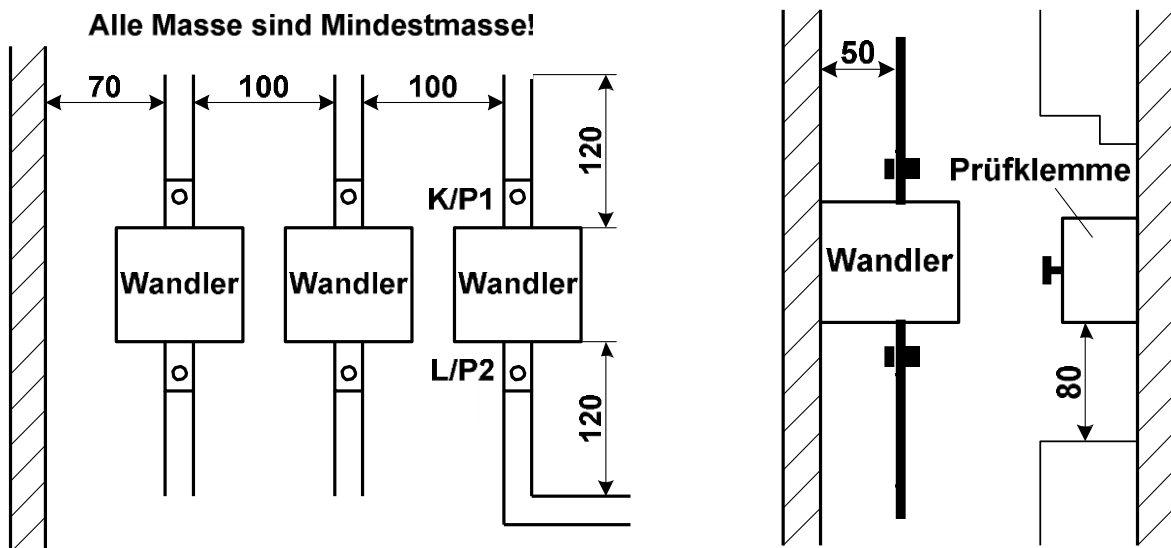 Alle Masse sind Mindestmasse!
70
100
100
120
K/P1
Wandler
Wandler
Wandler
L/P2
120
50
Prüfklemme
Wandler
80